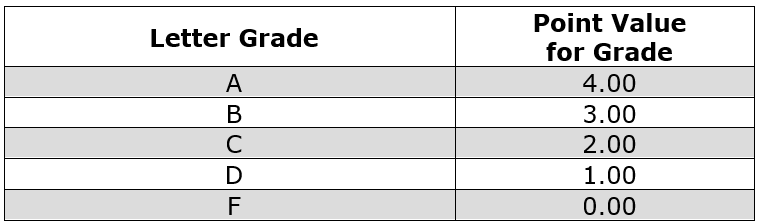 Letter Grade Point Value
for Grade
A 4.00
B 3.00
C 2.00
D 1.00
F 0.00